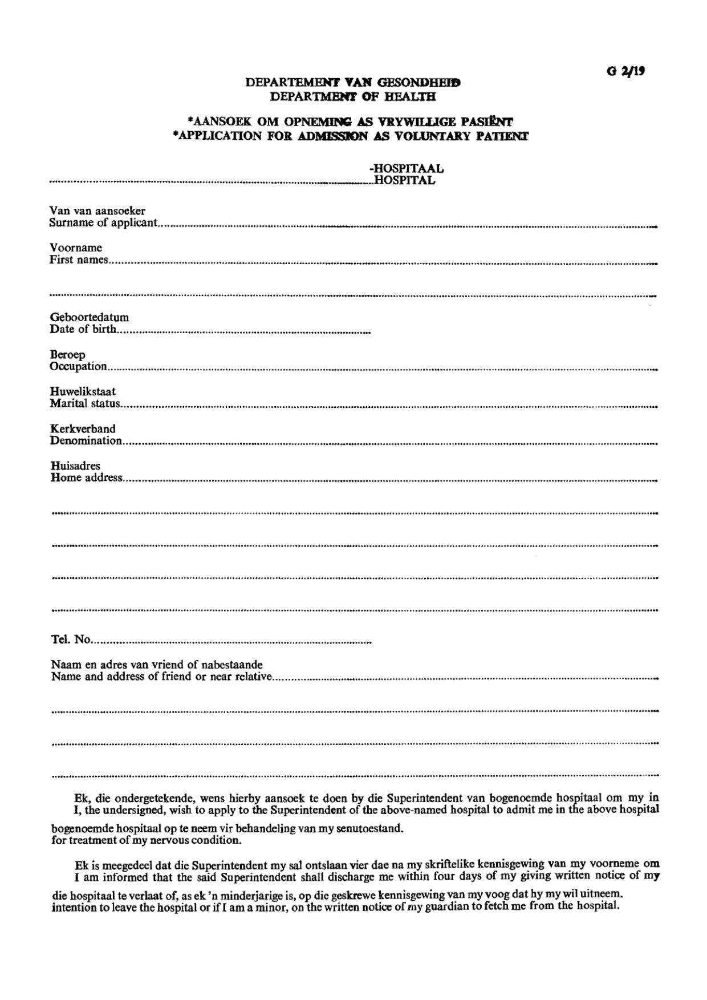 G 2/19
DEPARTEMENT VAN GESONDHEID
DEPARTMENT OF HEALTH
*AANSOEK OM OPNEMING AS VRYWILLIGE PASIËNT
*APPLICATION FOR ADMISSION AS VOLUNTARY PATIENT
-HOSPITAAL
HOSPITAL
Van van aansoeker
Surname of applicant
Voorname
First names
Geboortedatum
Date of birth
Beroep
Occupation
Huwelikstaat
Marital status
Kerkverband
Denomination
Huisadres
Home address
Tel. No.
Naam en adres van vriend of nabestaande
Name and address of friend or near relative
Ek, die ondergetekende, wens hierby aansoek te doen by die Superintendent van bogenoemde hospitaal om my in
I, the undersigned, wish to apply to the Superintendent of the above-named hospital to admit me in the above hospital
bogenoemde hospitaal op te neem vir behandeling van my senutoestand.
for treatment of my nervous condition.
Ek is meegedeel dat die Superintendent my sal ontslaan vier dae na my skriftelike kennisgewing van my voorneme om
I am informed that the said Superintendent shall discharge me within four days of my giving written notice of my
die hospitaal te verlaat of, as ek 'n minderjarige is, op die geskrewe kennisgewing van my voog dat hy my wil uitneem.
intention to leave the hospital or if I am a minor, on the written notice of my guardian to fetch me from the hospital.